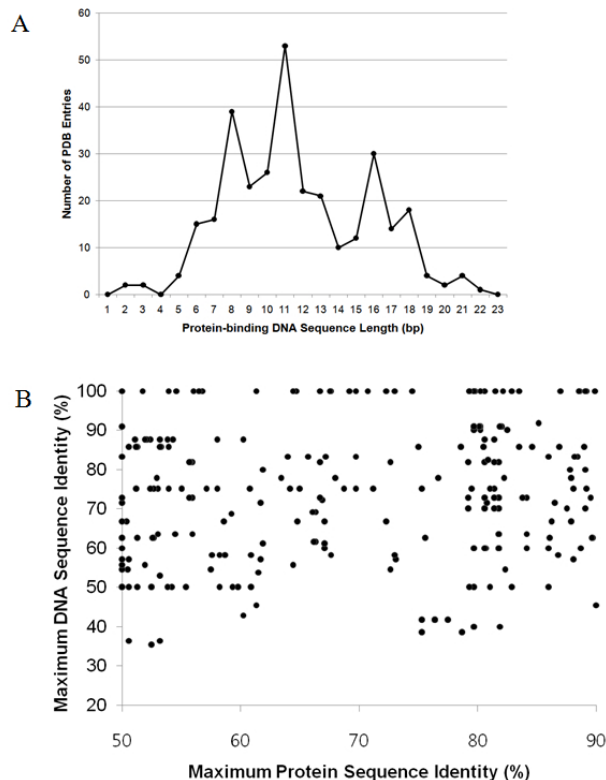 A
60
50
40
30
20
10
0
Number of PDB Entries
1 2 3 4 5 6 7 8 9 10 11 12 13 14 15 16 17 18 19 20 21 22 23
Protein-binding DNA Sequence Length (bp)
B
100
90
80
70
60
50
40
30
20
Maximum DNA Sequence Identity (%)
50 60 70 80 90
Maximum Protein Sequence Identity (%)